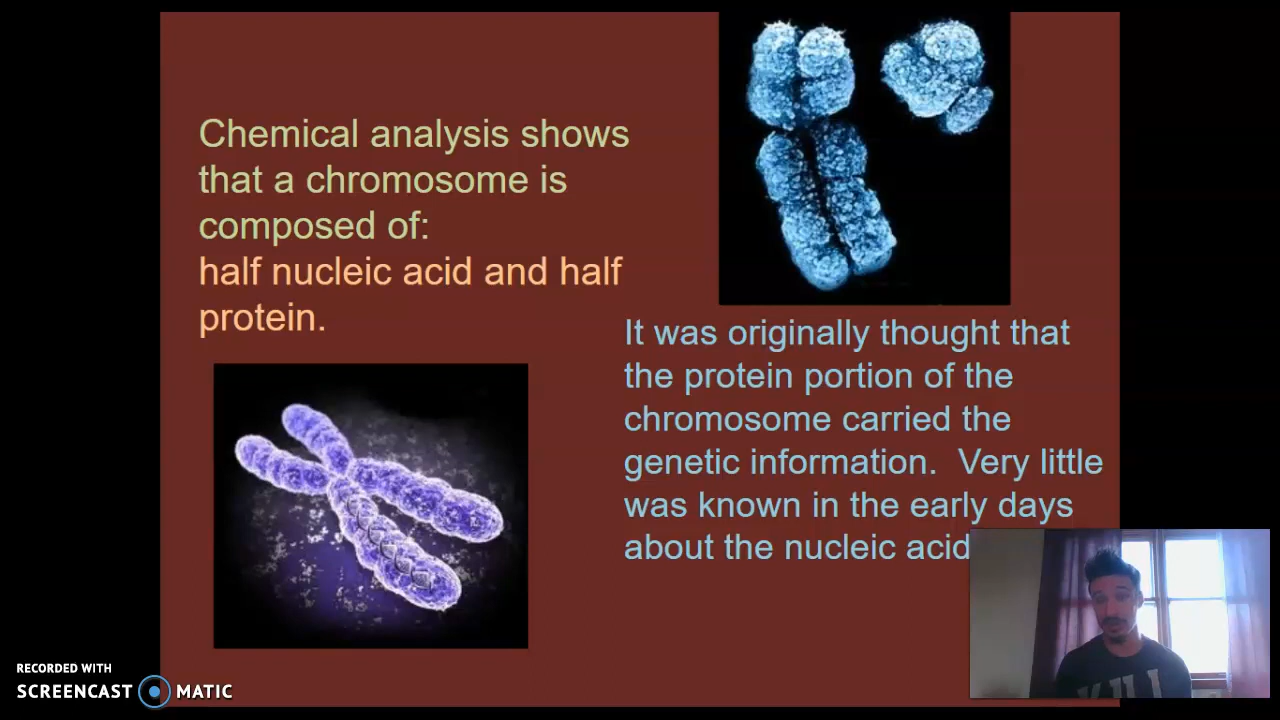 Chemical analysis shows
that a chromosome is
composed of:
half nucleic acid and half
protein.
It was originally thought that
the protein portion of the
chromosome carried the
genetic information.  Very little
was known in the early days
about the nucleic acid
RECORDED WITH
SCREENCAST MATIC